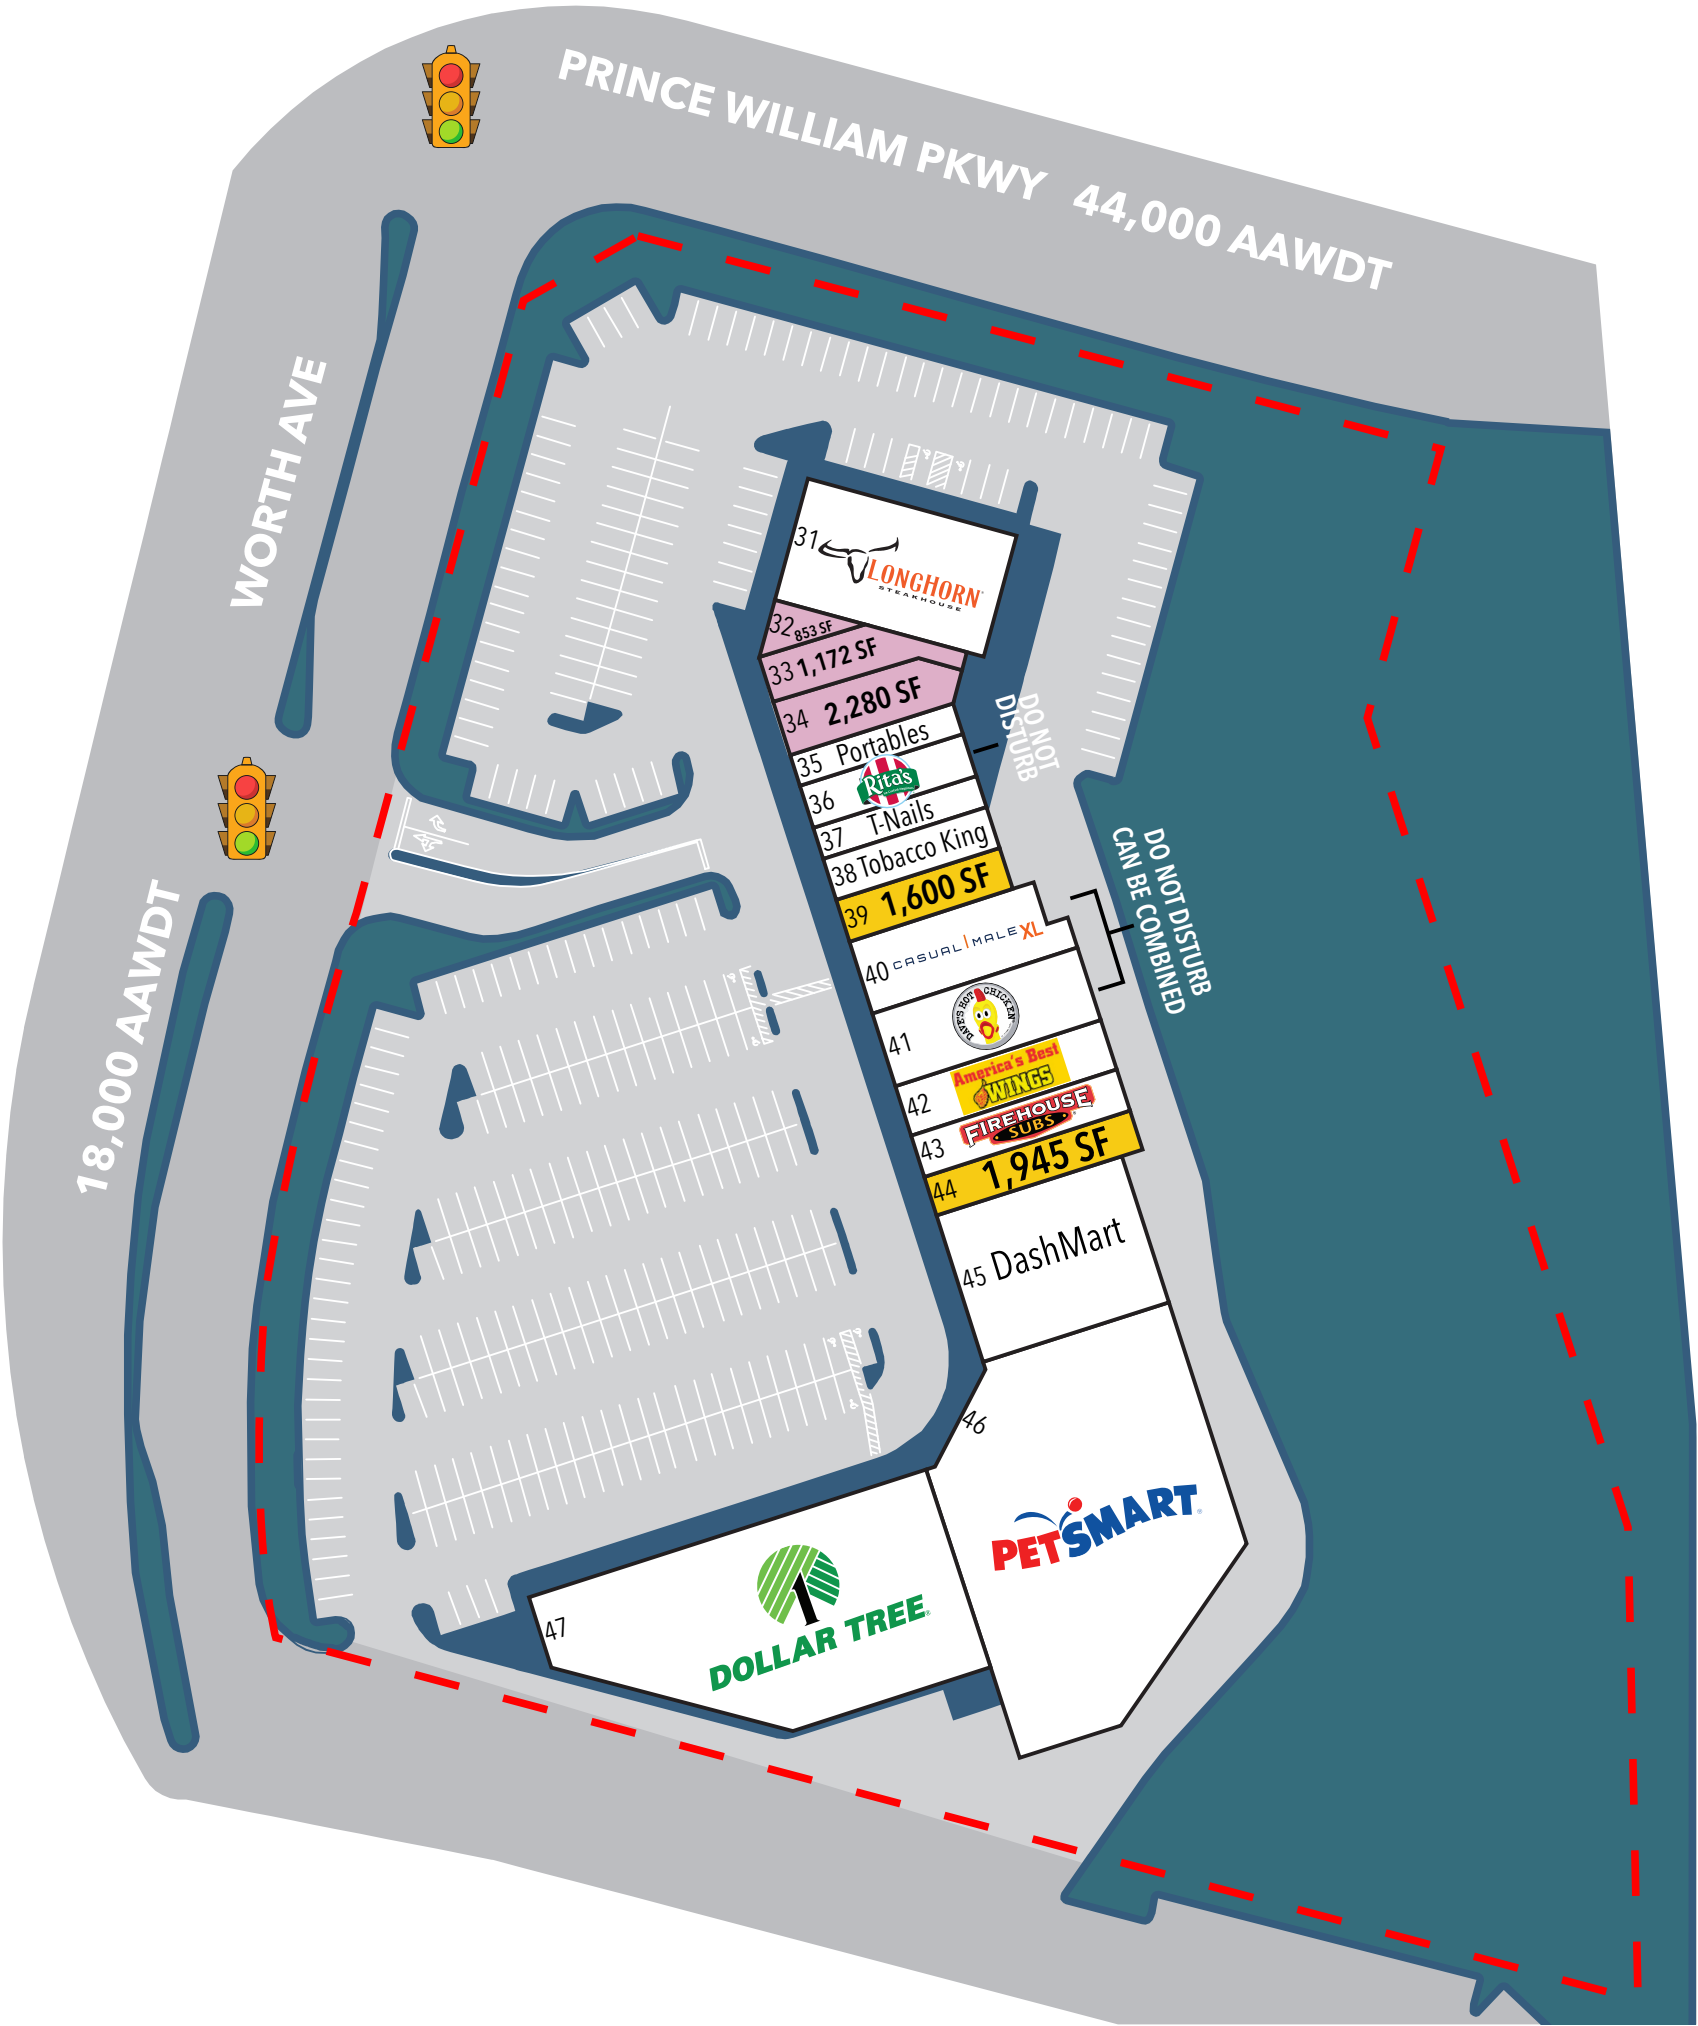 PRINCE WILLIAM PKWY 44,000 AAWDT
WORTH AVE
18,000 AAWDT
31 LONGHORN
STEAKHOUSE
32 853 SF
33 1,172 SF
34 2,280 SF
35 Portables
DO NOT
DISTURB
36 Rita's
37 T-Nails
38 Tobacco King
39 1,600 SF
40 CASUAL MALE XL
DO NOT DISTURB
CAN BE COMBINED
41 DAVE'S HOT CHICKEN
42 America's Best
WINGS
43 FIREHOUSE
SUBS
44 1,945 SF
45 DashMart
46
PETSMART
47
DOLLAR TREE